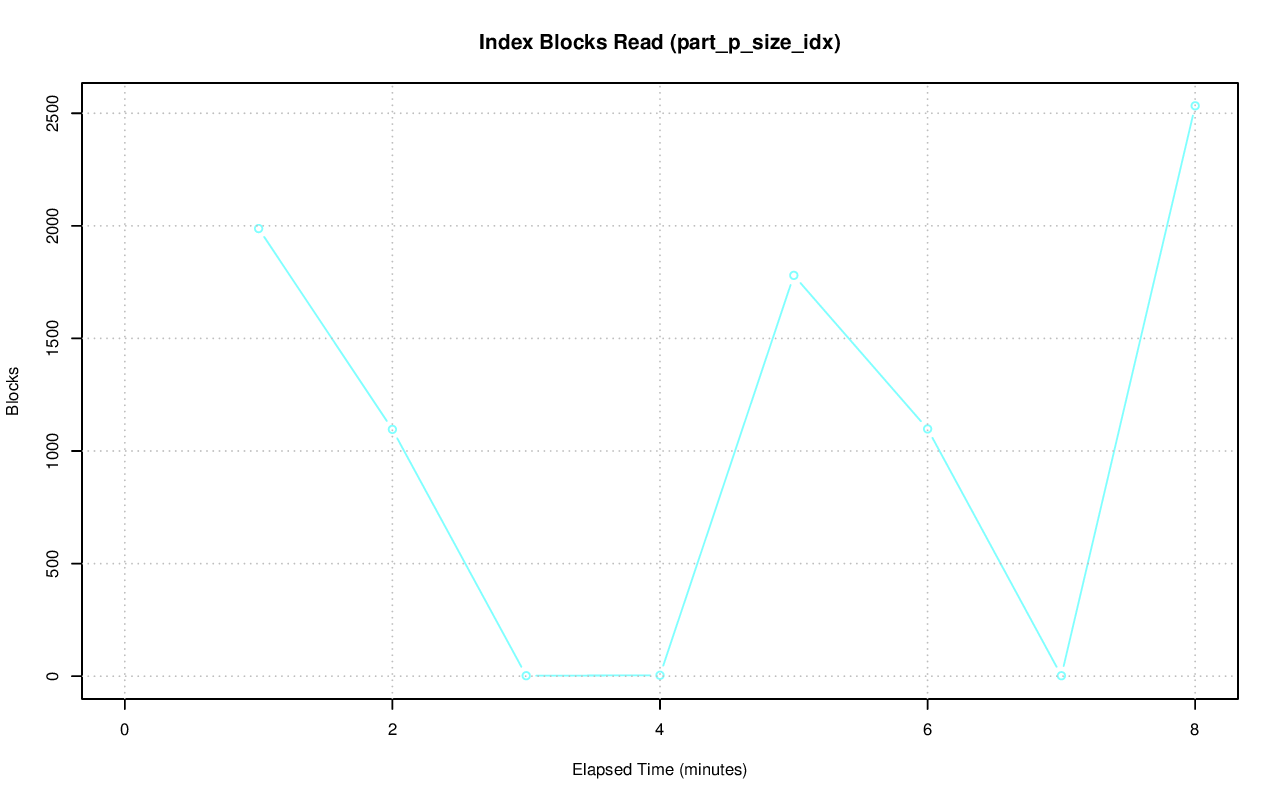 Index Blocks Read (part_p_size_idx)
2500
2000
1500
1000
500
0
Blocks
0 2 4 6 8
Elapsed Time (minutes)